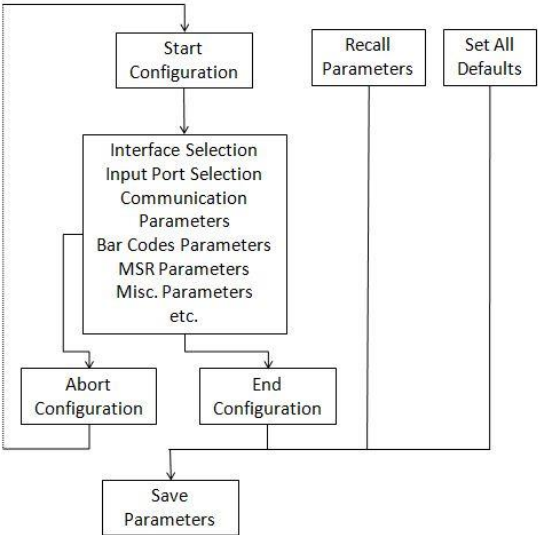 Start
Configuration
Recall
Parameters
Set All
Defaults
Interface Selection
Input Port Selection
Communication
Parameters
Bar Codes Parameters
MSR Parameters
Misc. Parameters
etc.
Abort
Configuration
End
Configuration
Save
Parameters